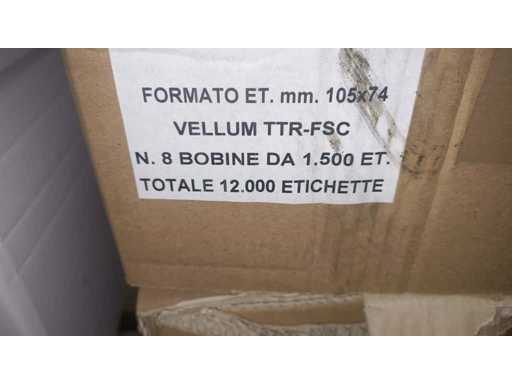 FORMATO ET. mm. 105x74
VELLUM TTR-FSC
N. 8 BOBINE DA 1.500 ET.
TOTALE 12.000 ETICHETTE